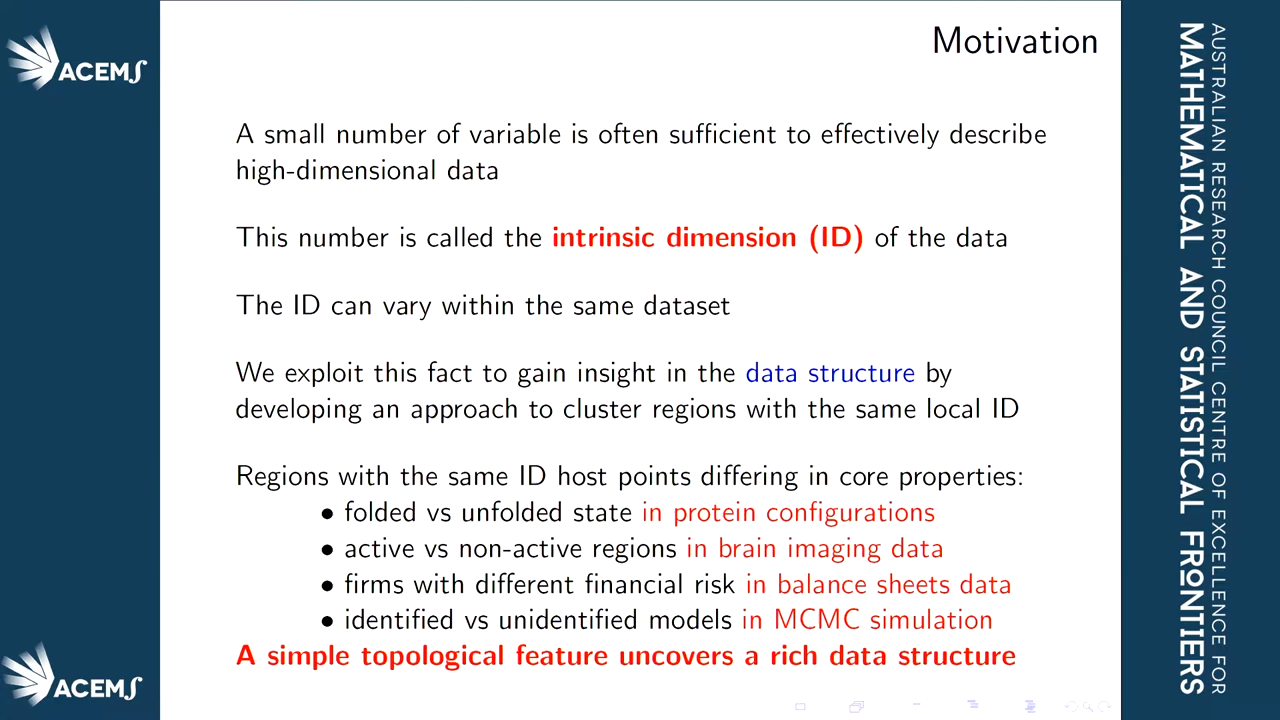 Motivation
A small number of variable is often sufficient to effectively describe
high-dimensional data
This number is called the intrinsic dimension (ID) of the data
The ID can vary within the same dataset
We exploit this fact to gain insight in the data structure by
developing an approach to cluster regions with the same local ID
Regions with the same ID host points differing in core properties:
• folded vs unfolded state in protein configurations
• active vs non-active regions in brain imaging data
• firms with different financial risk in balance sheets data
• identified vs unidentified models in MCMC simulation
A simple topological feature uncovers a rich data structure
ACEMS
ACEMS
AUSTRALIAN RESEARCH COUNCIL CENTRE OF EXCELLENCE FOR
MATHEMATICAL AND STATISTICAL FRONTIERS